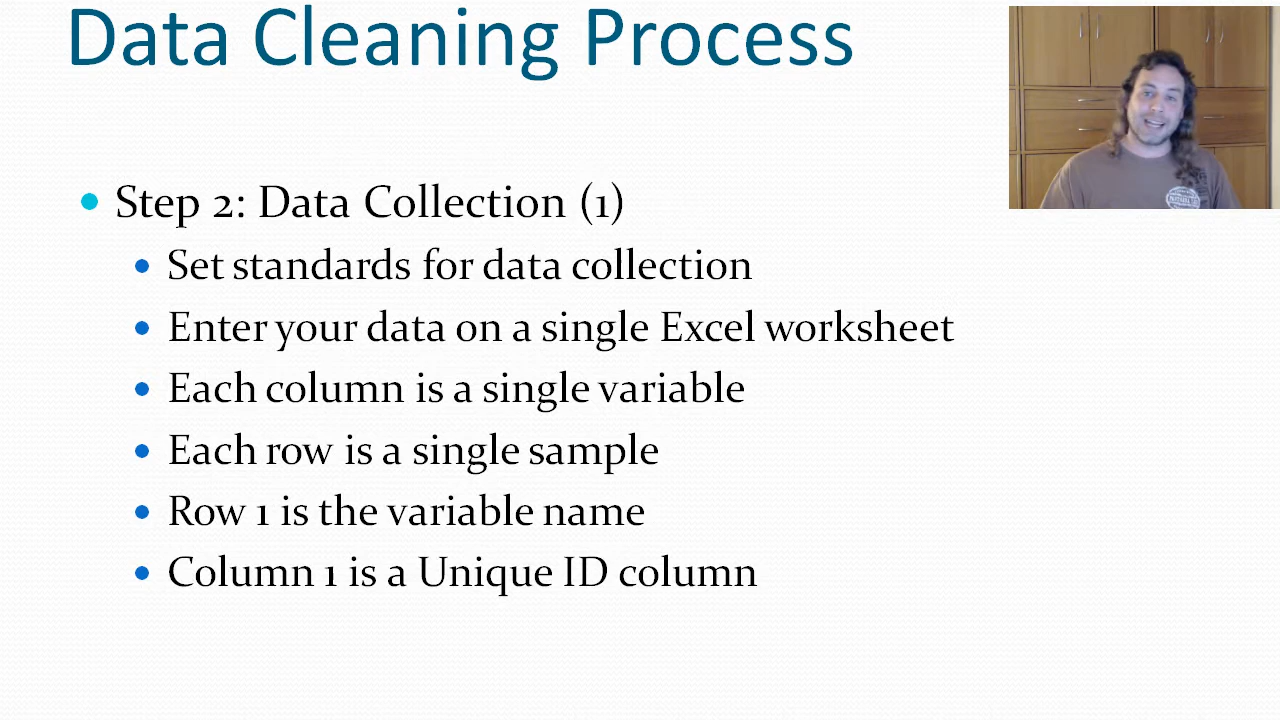 Data Cleaning Process
Step 2: Data Collection (1)
Set standards for data collection
Enter your data on a single Excel worksheet
Each column is a single variable
Each row is a single sample
Row 1 is the variable name
Column 1 is a Unique ID column